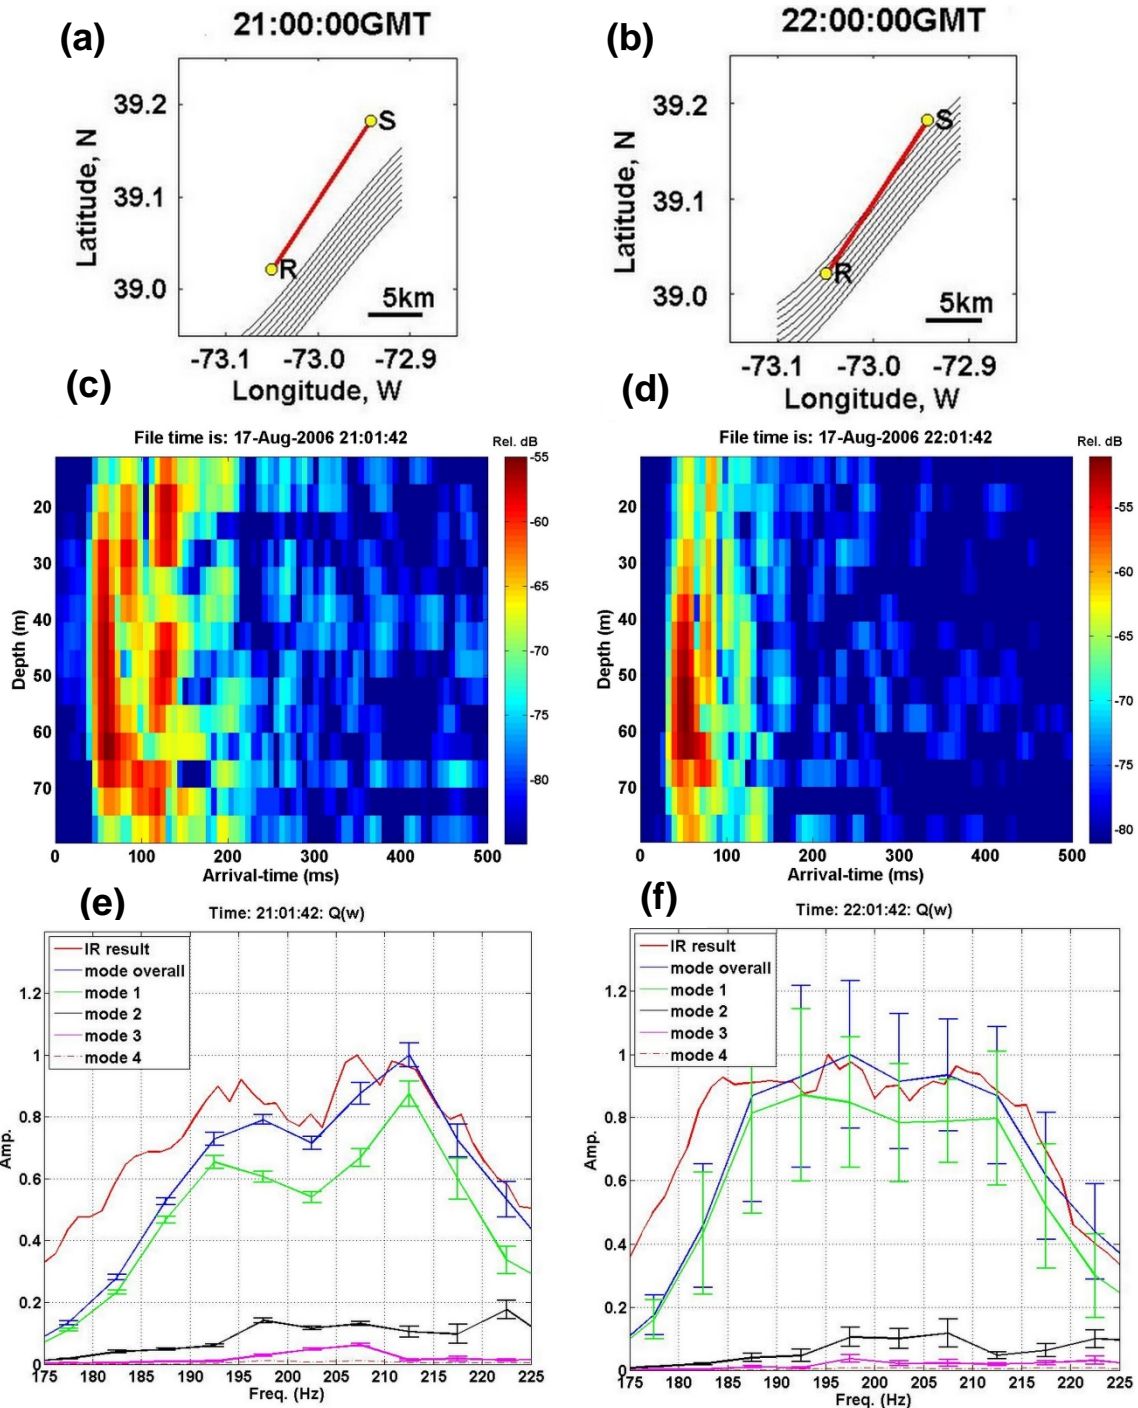 (a)
21:00:00GMT
(b)
22:00:00GMT
39.2
39.1
39.0
Latitude, N
S
R
5km
-73.1 -73.0 -72.9
Longitude, W
39.2
39.1
39.0
Latitude, N
S
R
5km
-73.1 -73.0 -72.9
Longitude, W
(c)
File time is: 17-Aug-2006 21:01:42
Rel. dB
20
30
40
50
60
70
Depth (m)
0 100 200 300 400 500
Arrival-time (ms)
-55
-60
-65
-70
-75
-80
(d)
File time is: 17-Aug-2006 22:01:42
Rel. dB
20
30
40
50
60
70
Depth (m)
0 100 200 300 400 500
Arrival-time (ms)
-55
-60
-65
-70
-75
-80
(e)
Time: 21:01:42: Q(w)
IR result
mode overall
mode 1
mode 2
mode 3
mode 4
1.2
1
0.8
0.6
0.4
0.2
0
Amp.
175 180 185 190 195 200 205 210 215 220 225
Freq. (Hz)
(f)
Time: 22:01:42: Q(w)
IR result
mode overall
mode 1
mode 2
mode 3
mode 4
1.2
1
0.8
0.6
0.4
0.2
0
Amp.
175 180 185 190 195 200 205 210 215 220 225
Freq. (Hz)